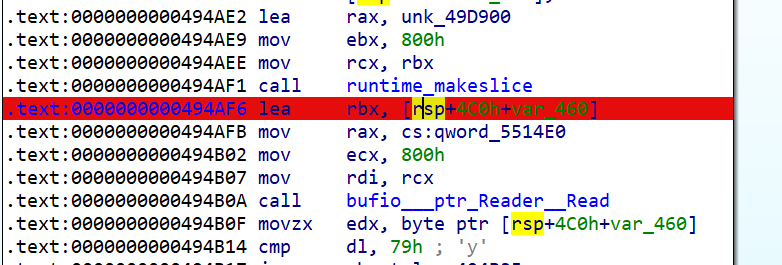 .text:0000000000494AE2 lea rax, unk_49D900
.text:0000000000494AE9 mov ebx, 800h
.text:0000000000494AEE mov rcx, rbx
.text:0000000000494AF1 call runtime_makeslice
.text:0000000000494AF6 lea rbx, [rsp+4C0h+var_460]
.text:0000000000494AFB mov rax, cs:qword_5514E0
.text:0000000000494B02 mov ecx, 800h
.text:0000000000494B07 mov rdi, rcx
.text:0000000000494B0A call bufio___ptr_Reader__Read
.text:0000000000494B0F movzx edx, byte ptr [rsp+4C0h+var_460]
.text:0000000000494B14 cmp dl, 79h ; 'y'